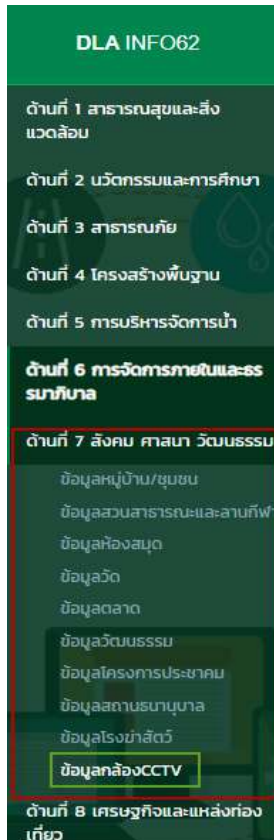 DLA INFO62
ด้านที่ 1 สาธารณสุขและสิ่ง
แวดล้อม
ด้านที่ 2 นวัตกรรมและการศึกษา
ด้านที่ 3 สาธารณภัย
ด้านที่ 4 โครงสร้างพื้นฐาน
ด้านที่ 5 การบริหารจัดการน้ำ
ด้านที่ 6 การจัดการภายในและธร
รมาภิบาล
ด้านที่ 7 สังคม ศาสนา วัฒนธรรม
ข้อมูลหมู่บ้าน/ชุมชน
ข้อมูลสวนสาธารณะและลานกีฬา
ข้อมูลห้องสมุด
ข้อมูลวัด
ข้อมูลตลาด
ข้อมูลวัฒนธรรม
ข้อมูลโครงการประชาคม
ข้อมูลสถานธนานุบาล
ข้อมูลโรงฆ่าสัตว์
ข้อมูลกล้องCCTV
ด้านที่ 8 เศรษฐกิจและแหล่งท่อง
เที่ยว